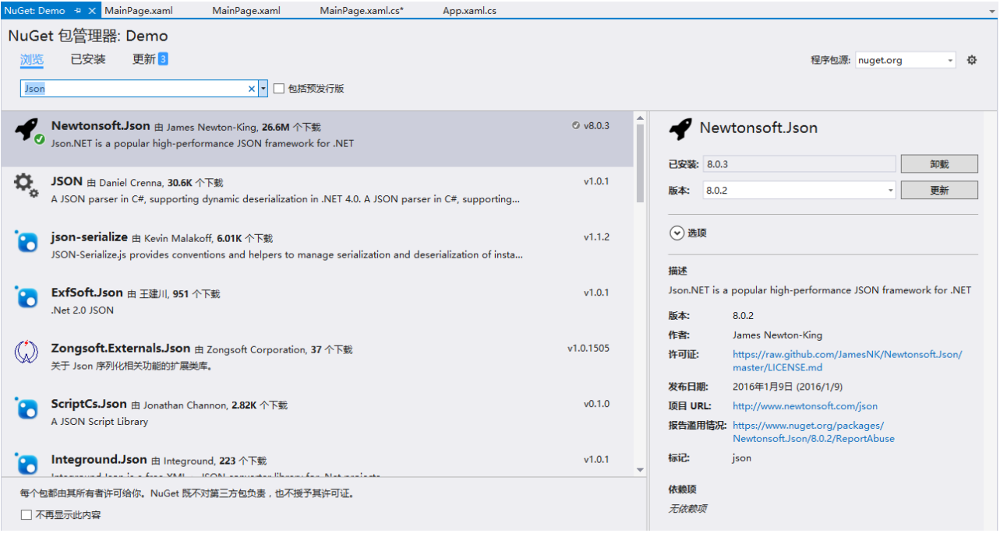 NuGet: Demo
MainPage.xaml
MainPage.xaml
MainPage.xaml.cs*
App.xaml.cs
NuGet 包管理器: Demo
浏览
已安装
更新 3
程序包源: nuget.org
Json
包括预发行版
Newtonsoft.Json 由 James Newton-King, 26.6M 个下载
v8.0.3
Json.NET is a popular high-performance JSON framework for .NET
JSON 由 Daniel Crenna, 30.6K 个下载
v1.0.1
A JSON parser in C#, supporting dynamic deserialization in .NET 4.0. A JSON parser in C#, supporting...
json-serialize 由 Kevin Malakoff, 6.01K 个下载
v1.1.2
JSON-Serialize.js provides conventions and helpers to manage serialization and deserialization of insta...
ExfSoft.Json 由 王建川, 951 个下载
v1.0.1
.Net 2.0 JSON
Zongsoft.Externals.Json 由 Zongsoft Corporation, 37 个下载
v1.0.1505
关于 Json 序列化相关功能的扩展类库。
ScriptCs.Json 由 Jonathan Channon, 2.82K 个下载
v0.1.0
A JSON Script Library
Integround.Json 由 Integround, 223 个下载
v1.0.1
Integround.Json is a free XML JSON converter library for .Net projects
每个包都由其所有者许可给你。NuGet 既不对第三方包负责，也不授予其许可证。
不再显示此内容
Newtonsoft.Json
已安装: 8.0.3
卸载
版本: 8.0.2
更新
选项
描述
Json.NET is a popular high-performance JSON framework for .NET
版本: 8.0.2
作者: James Newton-King
许可证: https://raw.github.com/JamesNK/Newtonsoft.Json/
master/LICENSE.md
发布日期: 2016年1月9日 (2016/1/9)
项目 URL: http://www.newtonsoft.com/json
报告滥用情况: https://www.nuget.org/packages/
Newtonsoft.Json/8.0.2/ReportAbuse
标记: json
依赖项
无依赖项